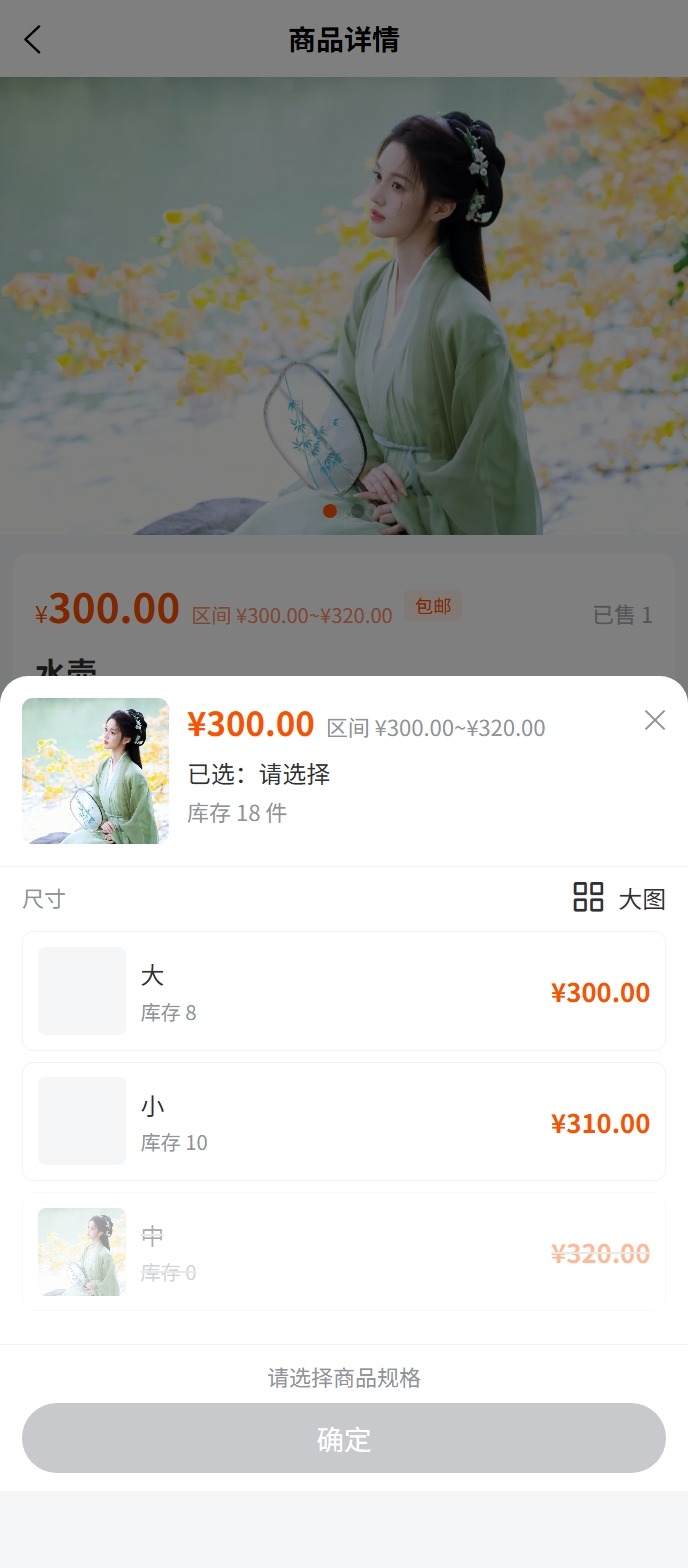 商品详情
¥300.00 区间 ¥300.00~¥320.00 包邮 已售 1
水壶
¥300.00 区间 ¥300.00~¥320.00
已选：请选择
库存 18 件
尺寸 大图
大
库存 8
¥300.00
小
库存 10
¥310.00
中
库存 0
¥320.00
请选择商品规格
确定